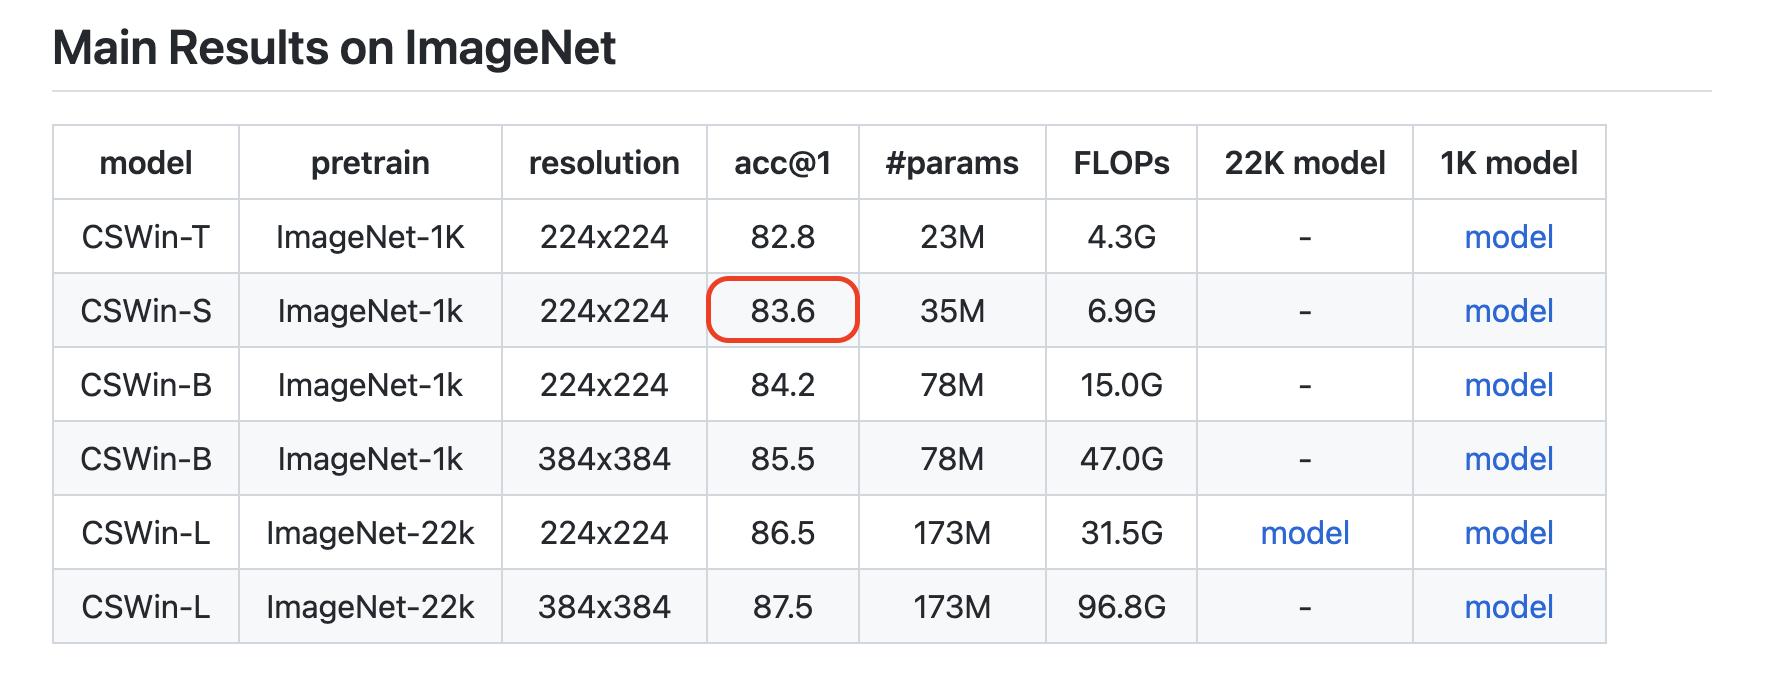 Main Results on ImageNet
model pretrain resolution acc@1 #params FLOPs 22K model 1K model
CSWin-T ImageNet-1K 224x224 82.8 23M 4.3G - model
CSWin-S ImageNet-1k 224x224 83.6 35M 6.9G - model
CSWin-B ImageNet-1k 224x224 84.2 78M 15.0G - model
CSWin-B ImageNet-1k 384x384 85.5 78M 47.0G - model
CSWin-L ImageNet-22k 224x224 86.5 173M 31.5G model model
CSWin-L ImageNet-22k 384x384 87.5 173M 96.8G - model